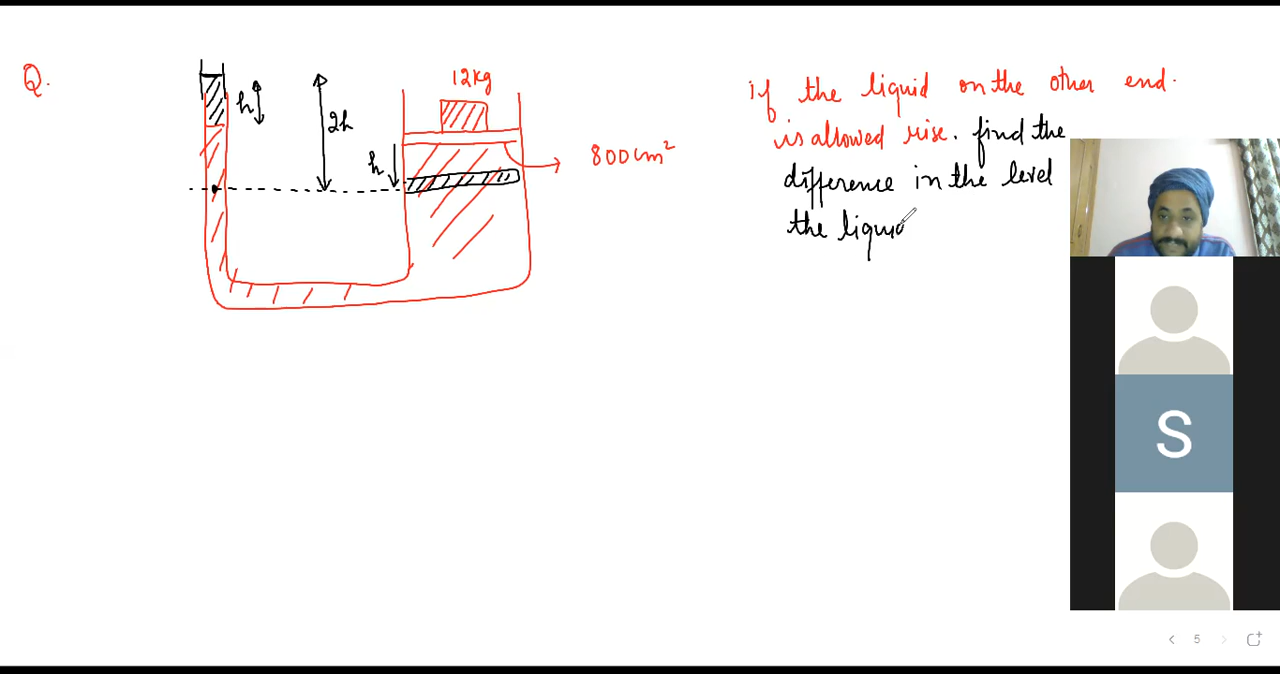 Q.
12kg
h
2h
h
800cm²
if the liquid on the other end.
is allowed rise. find the
difference in the level
the liquid
S
5